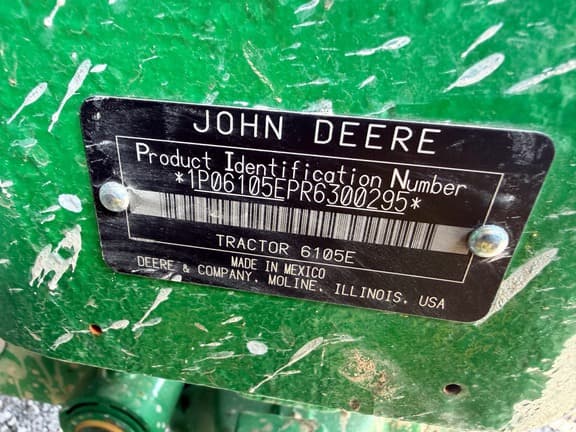 JOHN DEERE
Product Identification Number
*1P06105EPR6300295*
TRACTOR 6105E
MADE IN MEXICO
DEERE & COMPANY, MOLINE, ILLINOIS, USA